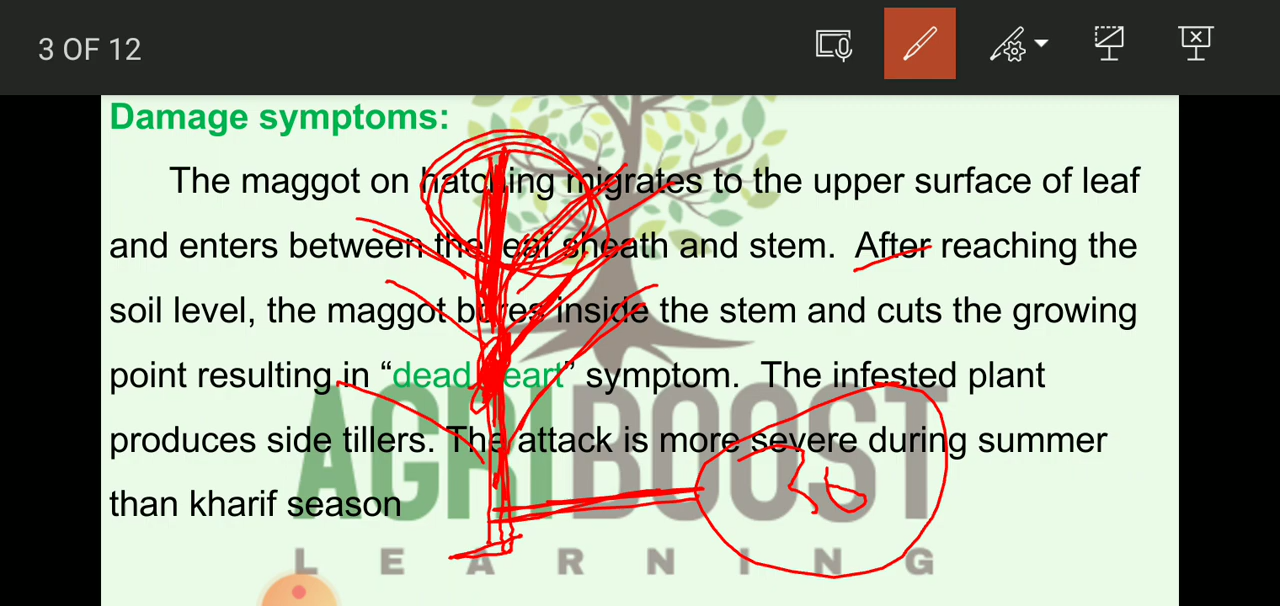 3 OF 12
Damage symptoms:
The maggot on hatching migrates to the upper surface of leaf
and enters between the leaf sheath and stem. After reaching the
soil level, the maggot bores inside the stem and cuts the growing
point resulting in “dead heart” symptom. The infested plant
produces side tillers. The attack is more severe during summer
than kharif season
AGRIBOOST
LEARNING